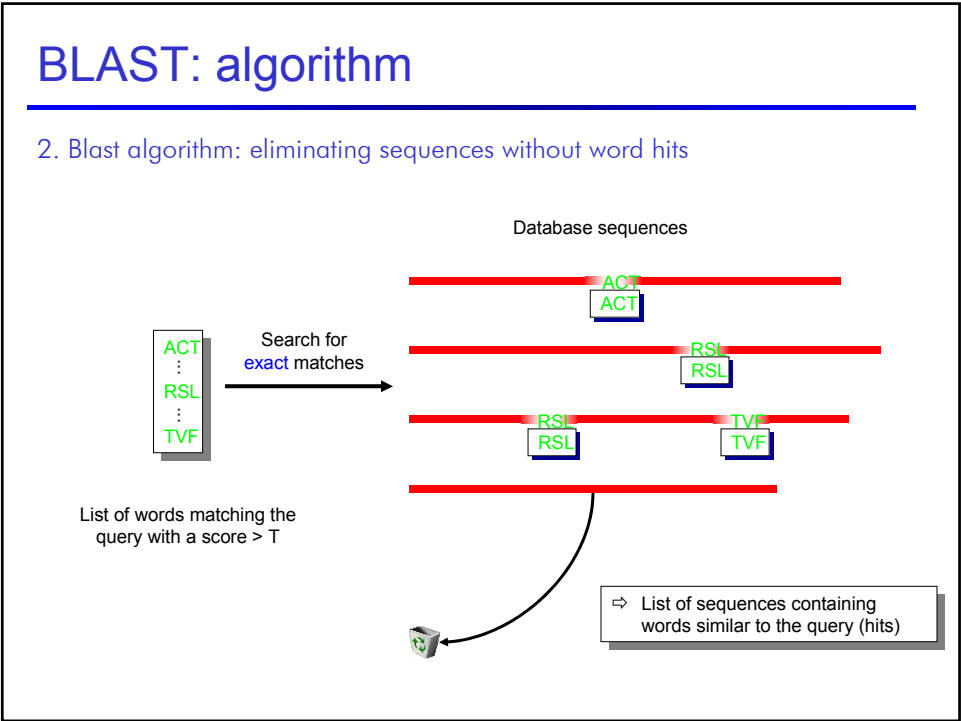 BLAST: algorithm
2. Blast algorithm: eliminating sequences without word hits
Database sequences
ACT
⋮
RSL
⋮
TVF
Search for
exact matches
ACT
ACT
RSL
RSL
RSL
RSL
TVF
TVF
List of words matching the
query with a score > T
⇨ List of sequences containing
words similar to the query (hits)